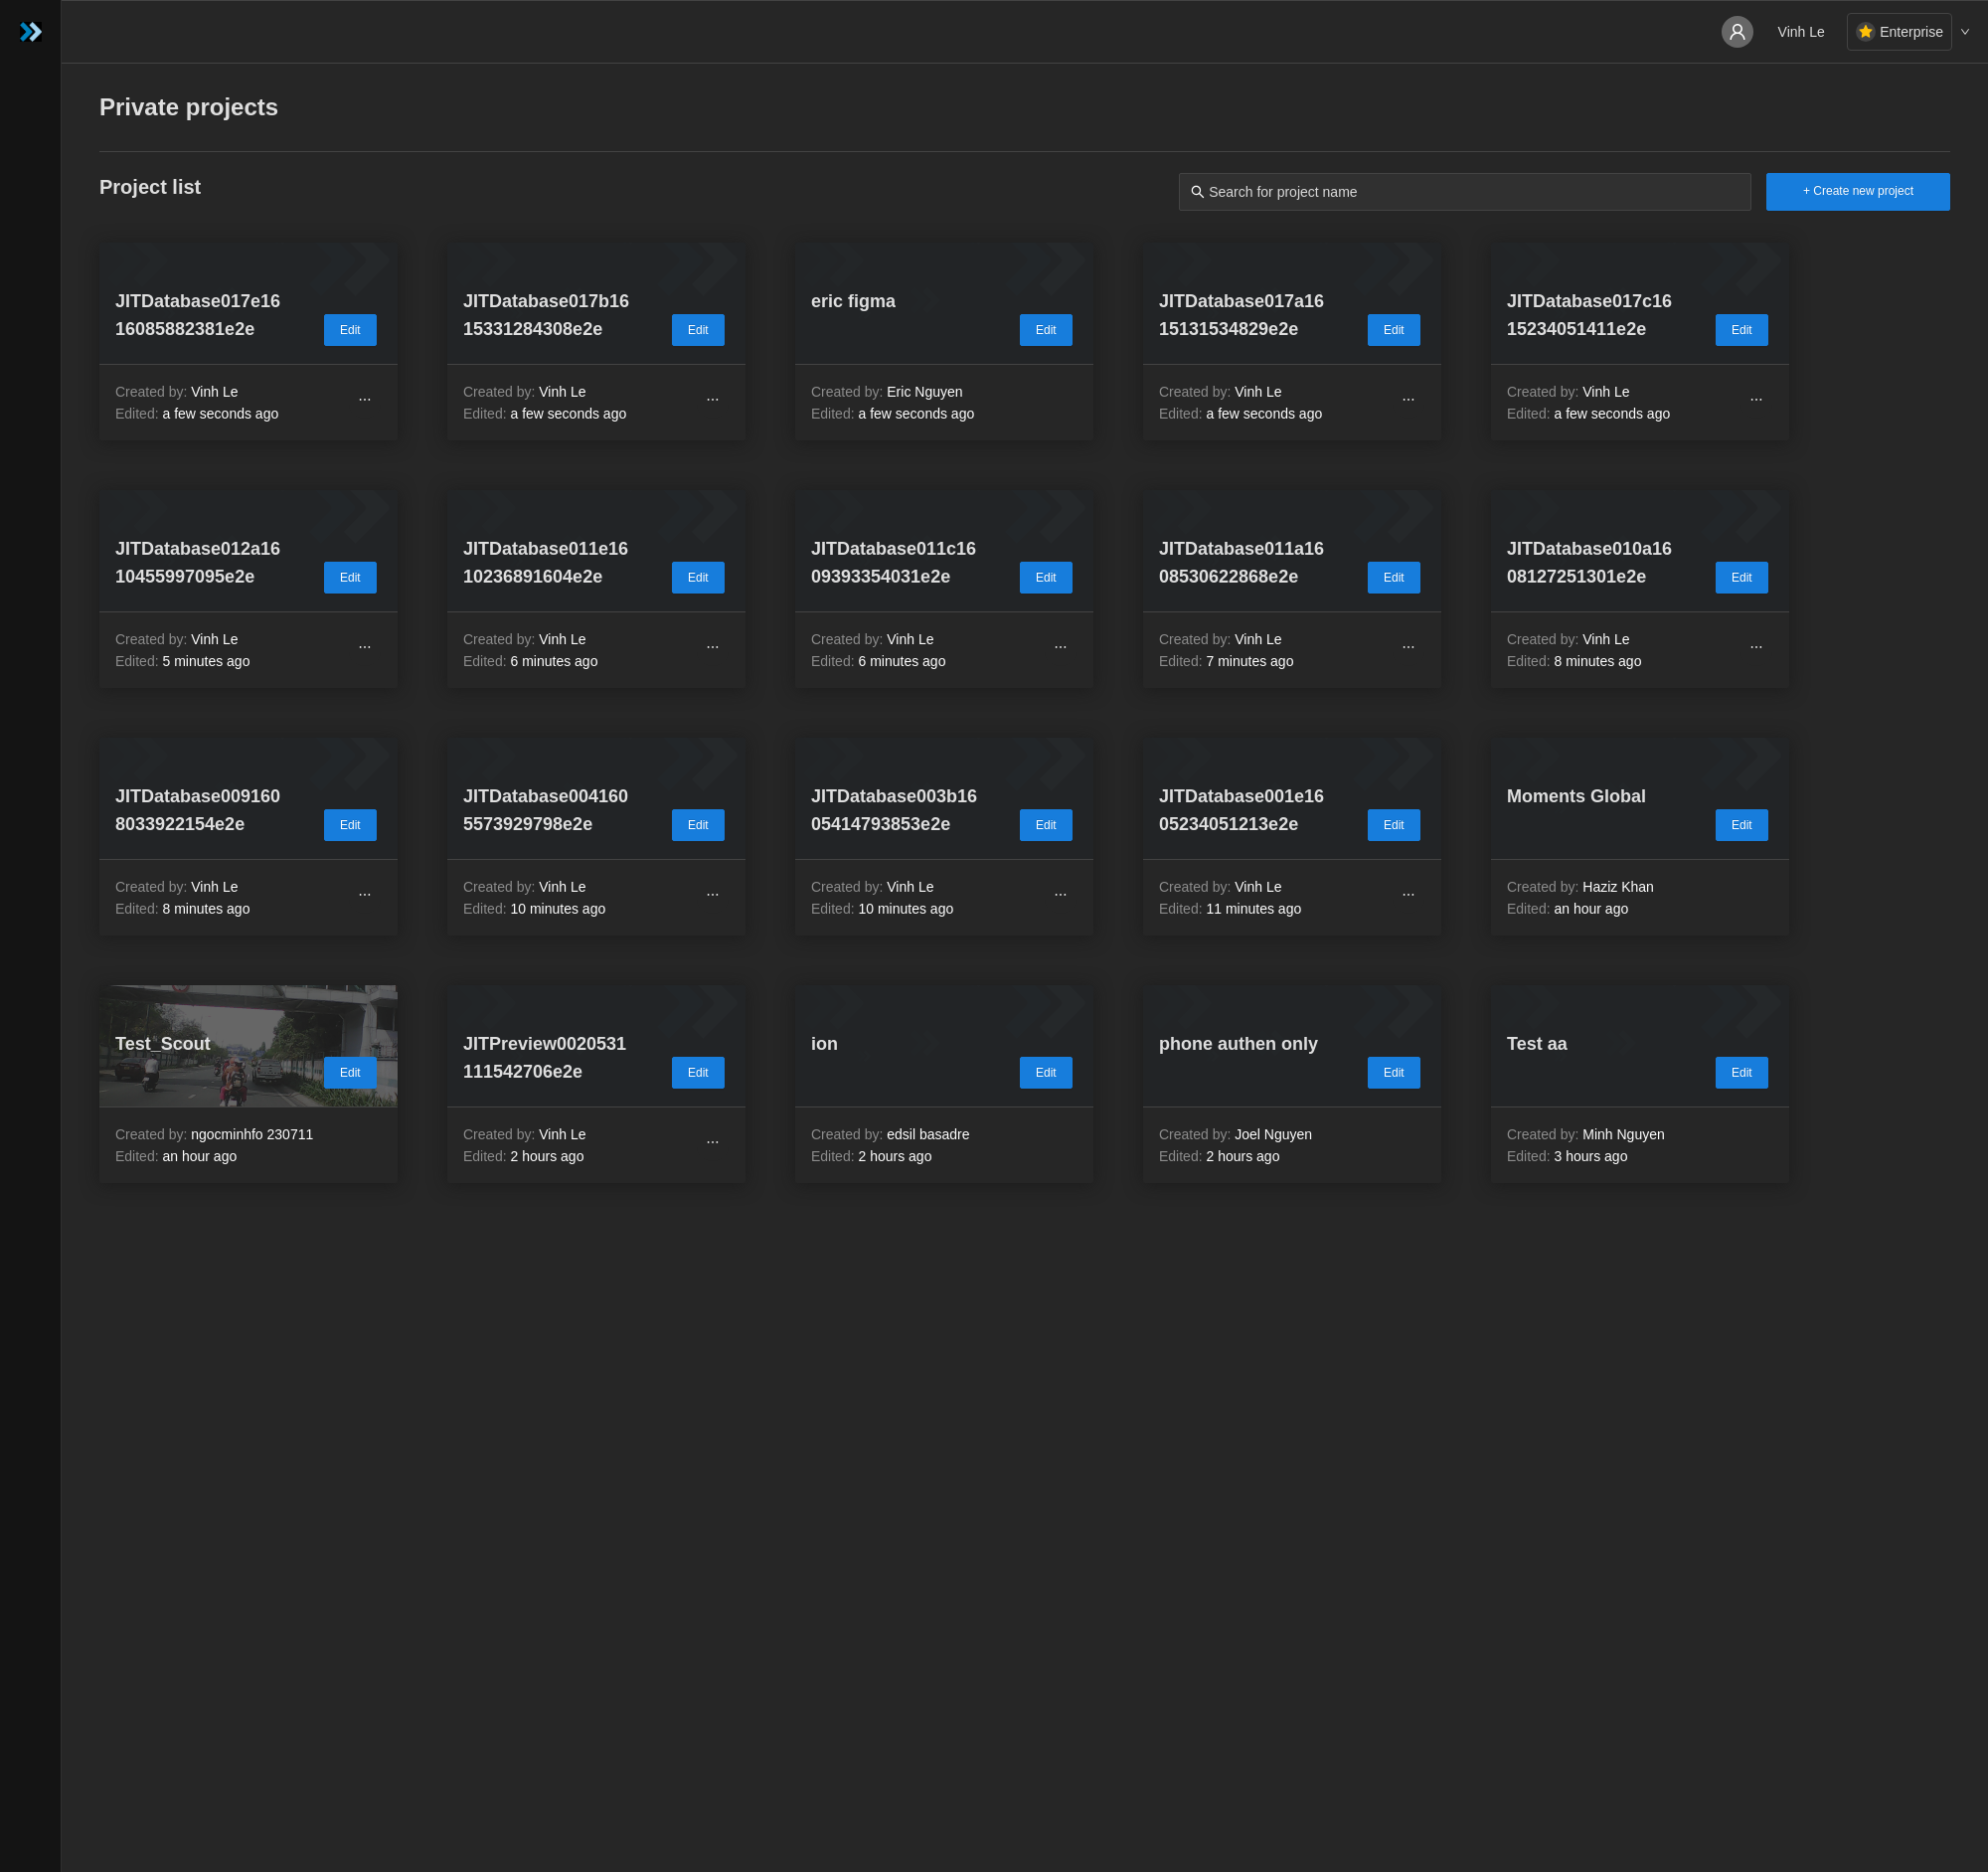 Vinh Le
Enterprise
Private projects
Project list
Search for project name
+ Create new project
JITDatabase017e16
16085882381e2e
Edit
Created by: Vinh Le
...
Edited: a few seconds ago
JITDatabase017b16
15331284308e2e
Edit
Created by: Vinh Le
...
Edited: a few seconds ago
eric figma
Edit
Created by: Eric Nguyen
Edited: a few seconds ago
JITDatabase017a16
15131534829e2e
Edit
Created by: Vinh Le
...
Edited: a few seconds ago
JITDatabase017c16
15234051411e2e
Edit
Created by: Vinh Le
...
Edited: a few seconds ago
JITDatabase012a16
10455997095e2e
Edit
Created by: Vinh Le
...
Edited: 5 minutes ago
JITDatabase011e16
10236891604e2e
Edit
Created by: Vinh Le
...
Edited: 6 minutes ago
JITDatabase011c16
09393354031e2e
Edit
Created by: Vinh Le
...
Edited: 6 minutes ago
JITDatabase011a16
08530622868e2e
Edit
Created by: Vinh Le
...
Edited: 7 minutes ago
JITDatabase010a16
08127251301e2e
Edit
Created by: Vinh Le
...
Edited: 8 minutes ago
JITDatabase009160
8033922154e2e
Edit
Created by: Vinh Le
...
Edited: 8 minutes ago
JITDatabase004160
5573929798e2e
Edit
Created by: Vinh Le
...
Edited: 10 minutes ago
JITDatabase003b16
05414793853e2e
Edit
Created by: Vinh Le
...
Edited: 10 minutes ago
JITDatabase001e16
05234051213e2e
Edit
Created by: Vinh Le
...
Edited: 11 minutes ago
Moments Global
Edit
Created by: Haziz Khan
Edited: an hour ago
Test_Scout
Edit
Created by: ngocminhfo 230711
Edited: an hour ago
JITPreview0020531
111542706e2e
Edit
Created by: Vinh Le
...
Edited: 2 hours ago
ion
Edit
Created by: edsil basadre
Edited: 2 hours ago
phone authen only
Edit
Created by: Joel Nguyen
Edited: 2 hours ago
Test aa
Edit
Created by: Minh Nguyen
Edited: 3 hours ago